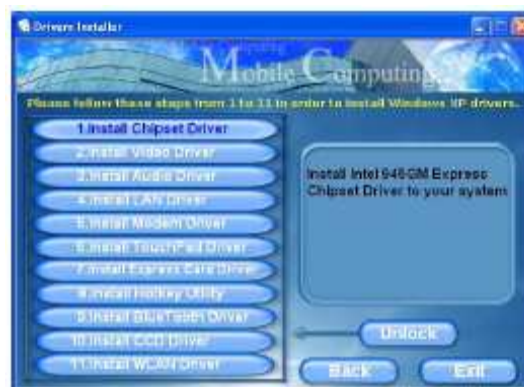 Drivers Installer
Mobile Computing
Please follow these steps from 1 to 11 in order to install Windows XP drivers.
1.Install Chipset Driver
2.Install Video Driver
3.Install Audio Driver
4.Install LAN Driver
5.Install Modem Driver
6.Install TouchPad Driver
7.Install Express Card Driver
8.Install Hotkey Utility
9.Install BlueTooth Driver
10.Install CCD Driver
11.Install WLAN Driver
Install Intel 945GM Express
Chipset Driver to your system
Unlock
Back
Exit